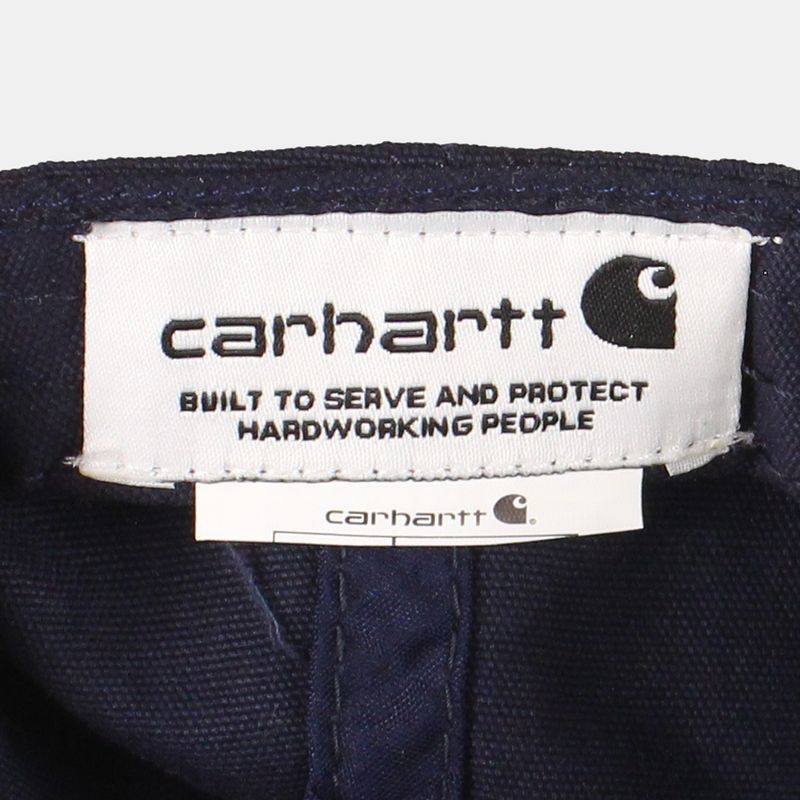 carhartt
BUILT TO SERVE AND PROTECT
HARDWORKING PEOPLE
carhartt